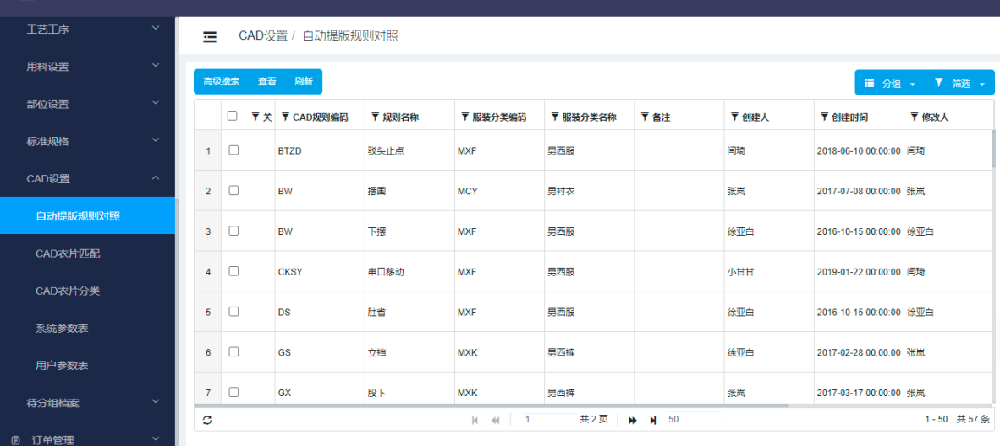 工艺工序
用料设置
部位设置
标准规格
CAD设置
自动提版规则对照
CAD衣片匹配
CAD衣片分类
系统参数表
用户参数表
待分组档案
订单管理
CAD设置 / 自动提版规则对照
高级搜索 查看 刷新
分组 筛选
关 CAD规则编码 规则名称 服装分类编码 服装分类名称 备注 创建人 创建时间 修改人
1 BTZD 驳头止点 MXF 男西服 闫琦 2018-06-10 00:00:00 闫琦
2 BW 摆围 MCY 男衬衣 张岚 2017-07-08 00:00:00 张岚
3 BW 下摆 MXF 男西服 徐亚白 2016-10-15 00:00:00 徐亚白
4 CKSY 串口移动 MXF 男西服 小甘甘 2019-01-22 00:00:00 闫琦
5 DS 肚省 MXF 男西服 徐亚白 2016-10-15 00:00:00 徐亚白
6 GS 立裆 MXK 男西裤 徐亚白 2017-02-28 00:00:00 张岚
7 GX 股下 MXK 男西裤 张岚 2017-03-17 00:00:00 张岚
1 共 2 页 50 1 - 50 共 57 条